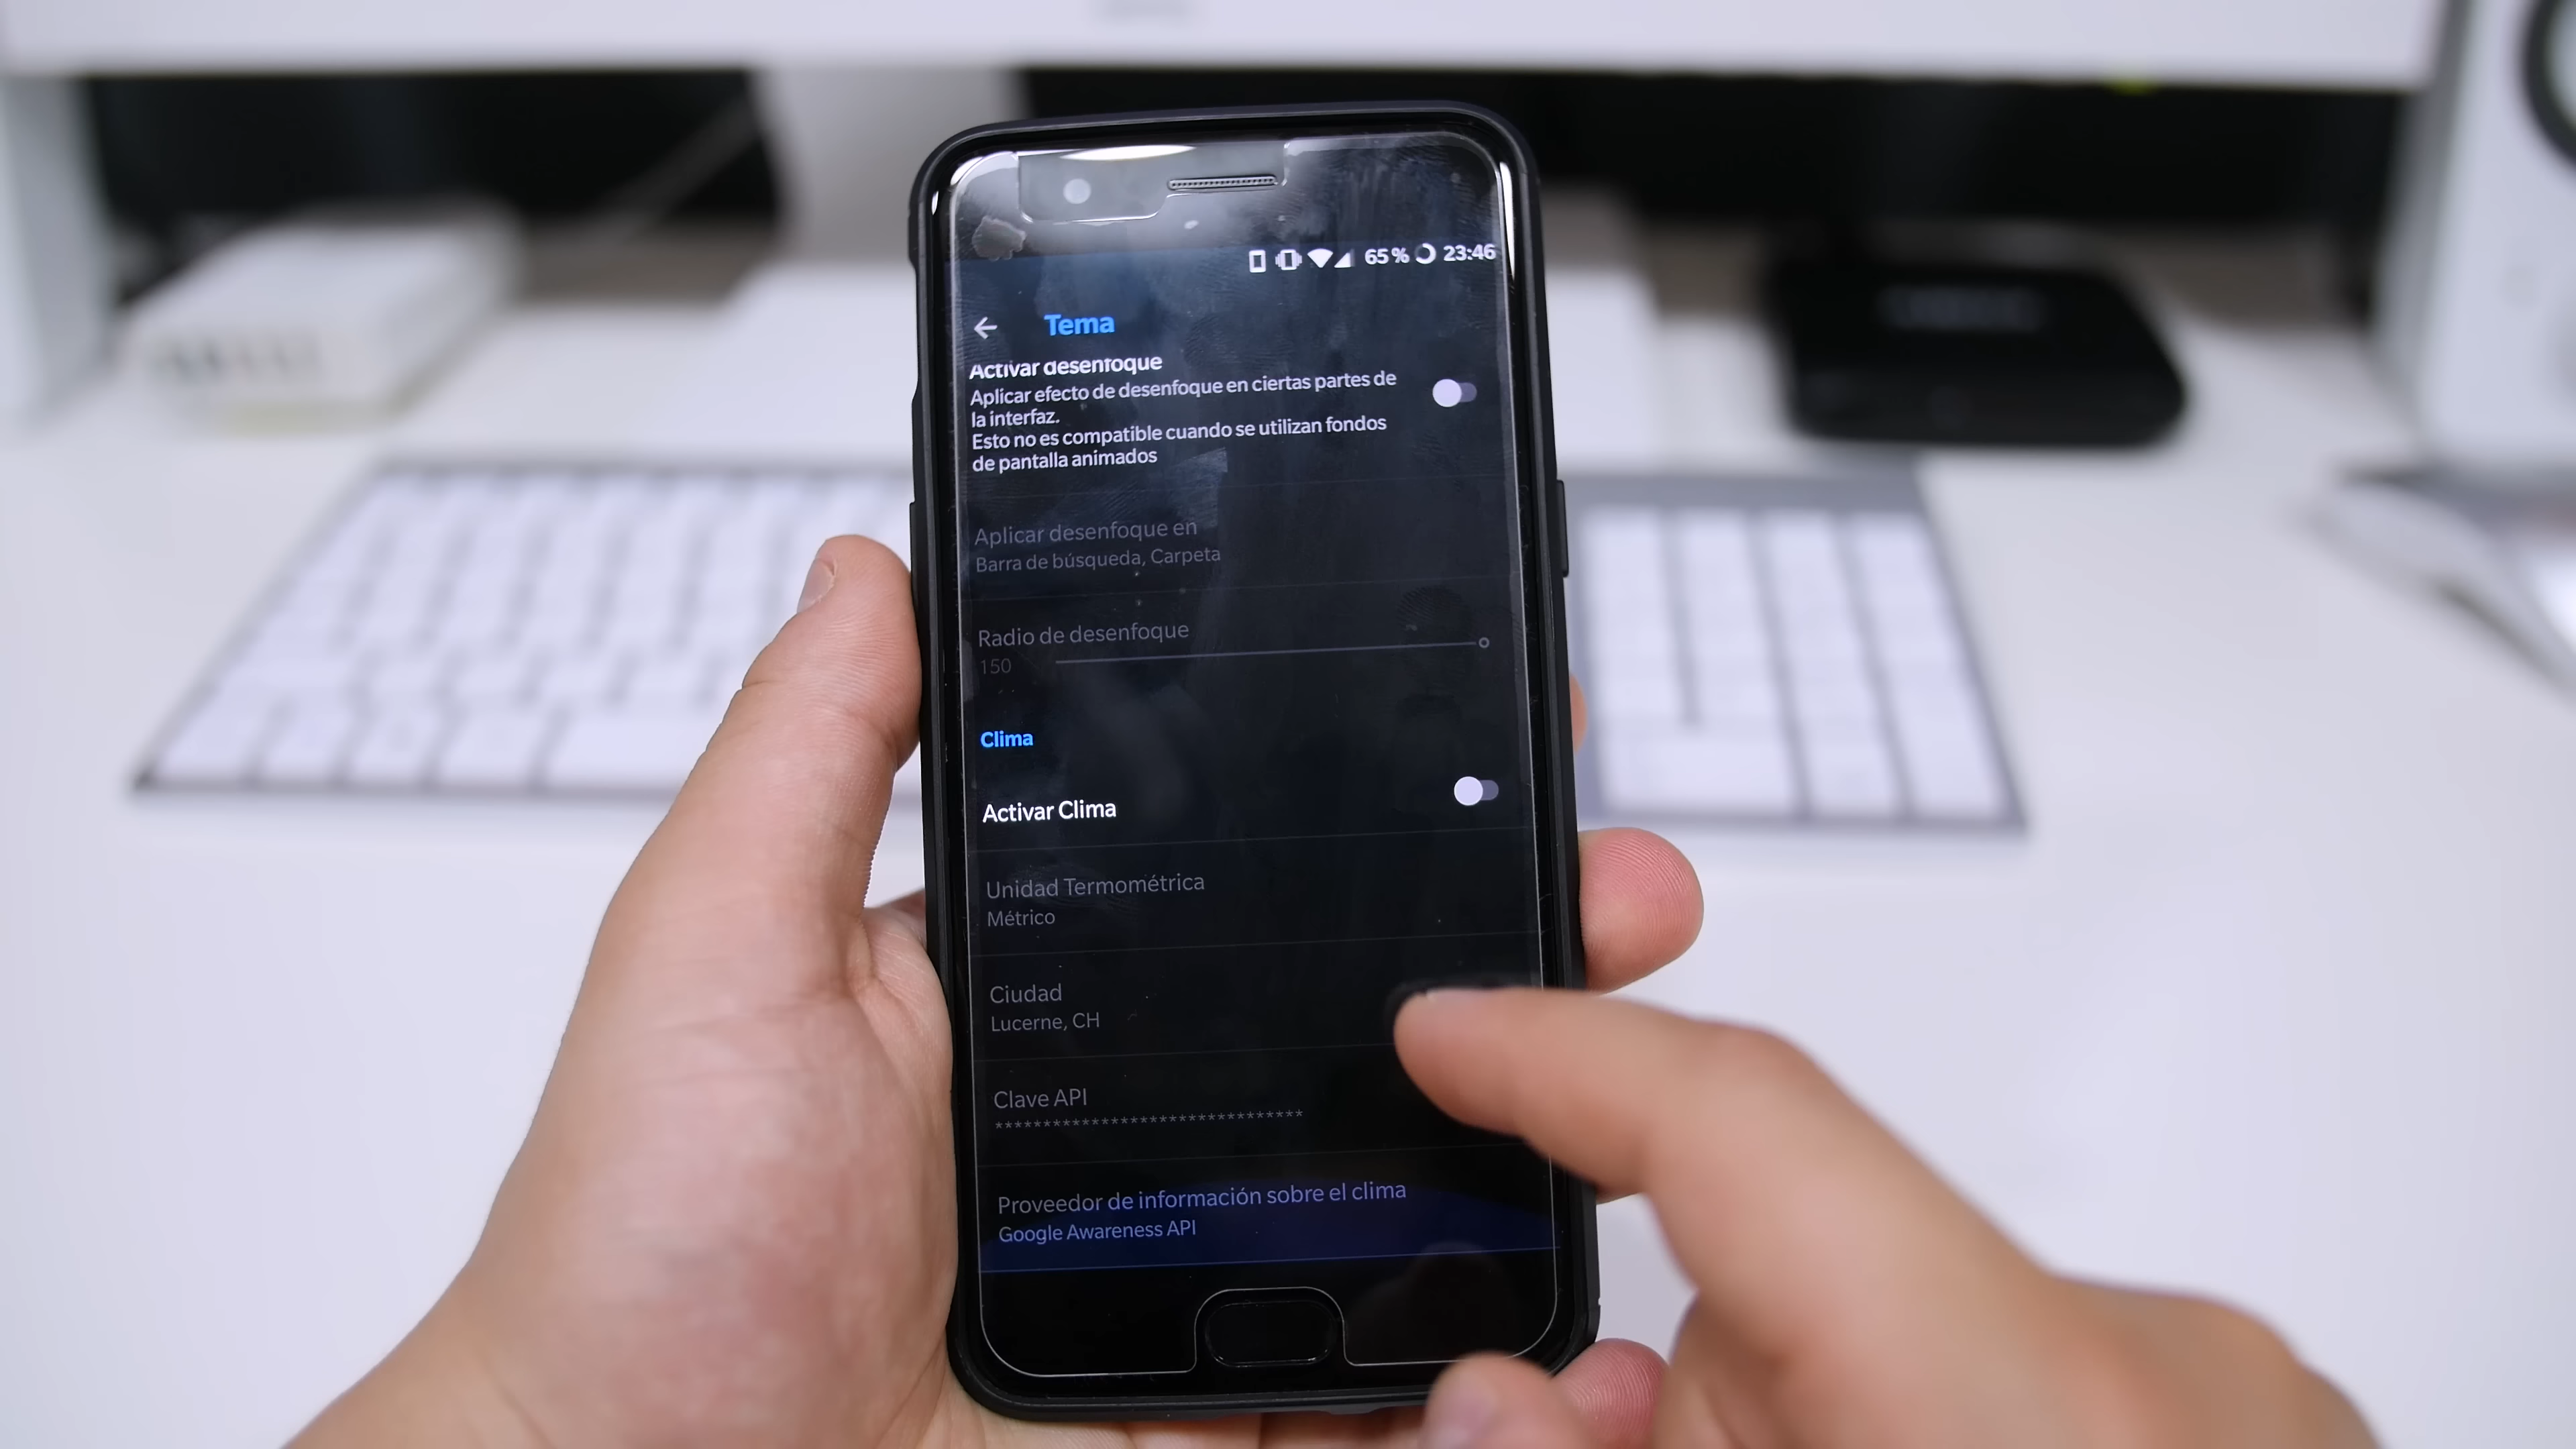 65 % 23:46
Tema
Activar desenfoque
Aplicar efecto de desenfoque en ciertas partes de
la interfaz.
Esto no es compatible cuando se utilizan fondos
de pantalla animados
Aplicar desenfoque en
Barra de búsqueda, Carpeta
Radio de desenfoque
150
Clima
Activar Clima
Unidad Termométrica
Métrico
Ciudad
Lucerne, CH
Clave API
********************************
Proveedor de información sobre el clima
Google Awareness API